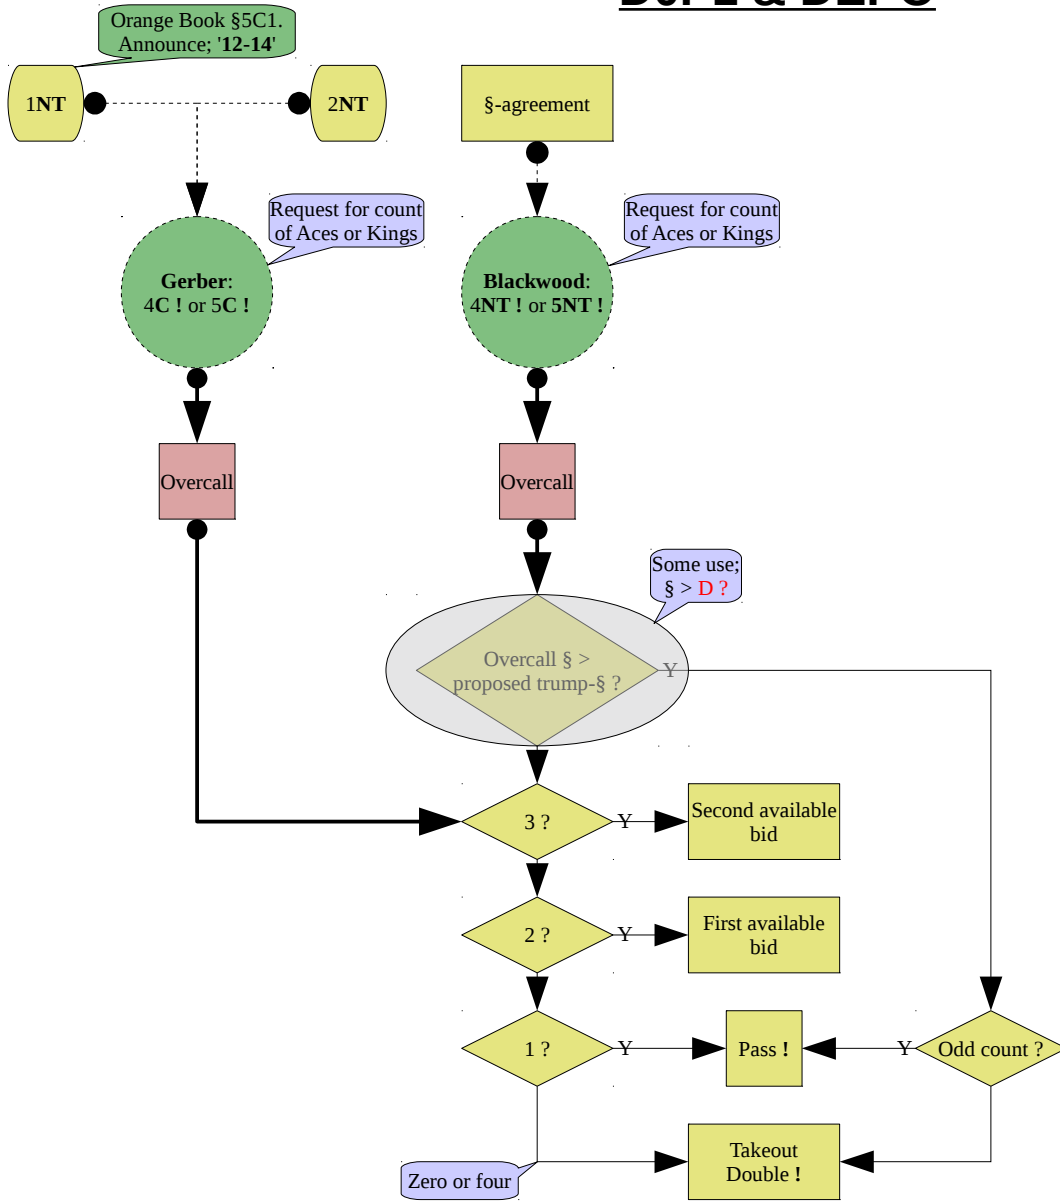 Orange Book §5C1.
Announce; '12-14'
1NT
2NT
§-agreement
Request for count
of Aces or Kings
Request for count
of Aces or Kings
Gerber:
4C ! or 5C !
Blackwood:
4NT ! or 5NT !
Overcall
Overcall
Some use;
§ > D ?
Overcall § >
proposed trump-§ ?
Y
3 ?
Y
Second available
bid
2 ?
Y
First available
bid
1 ?
Y
Pass !
Y
Odd count ?
Takeout
Double !
Zero or four